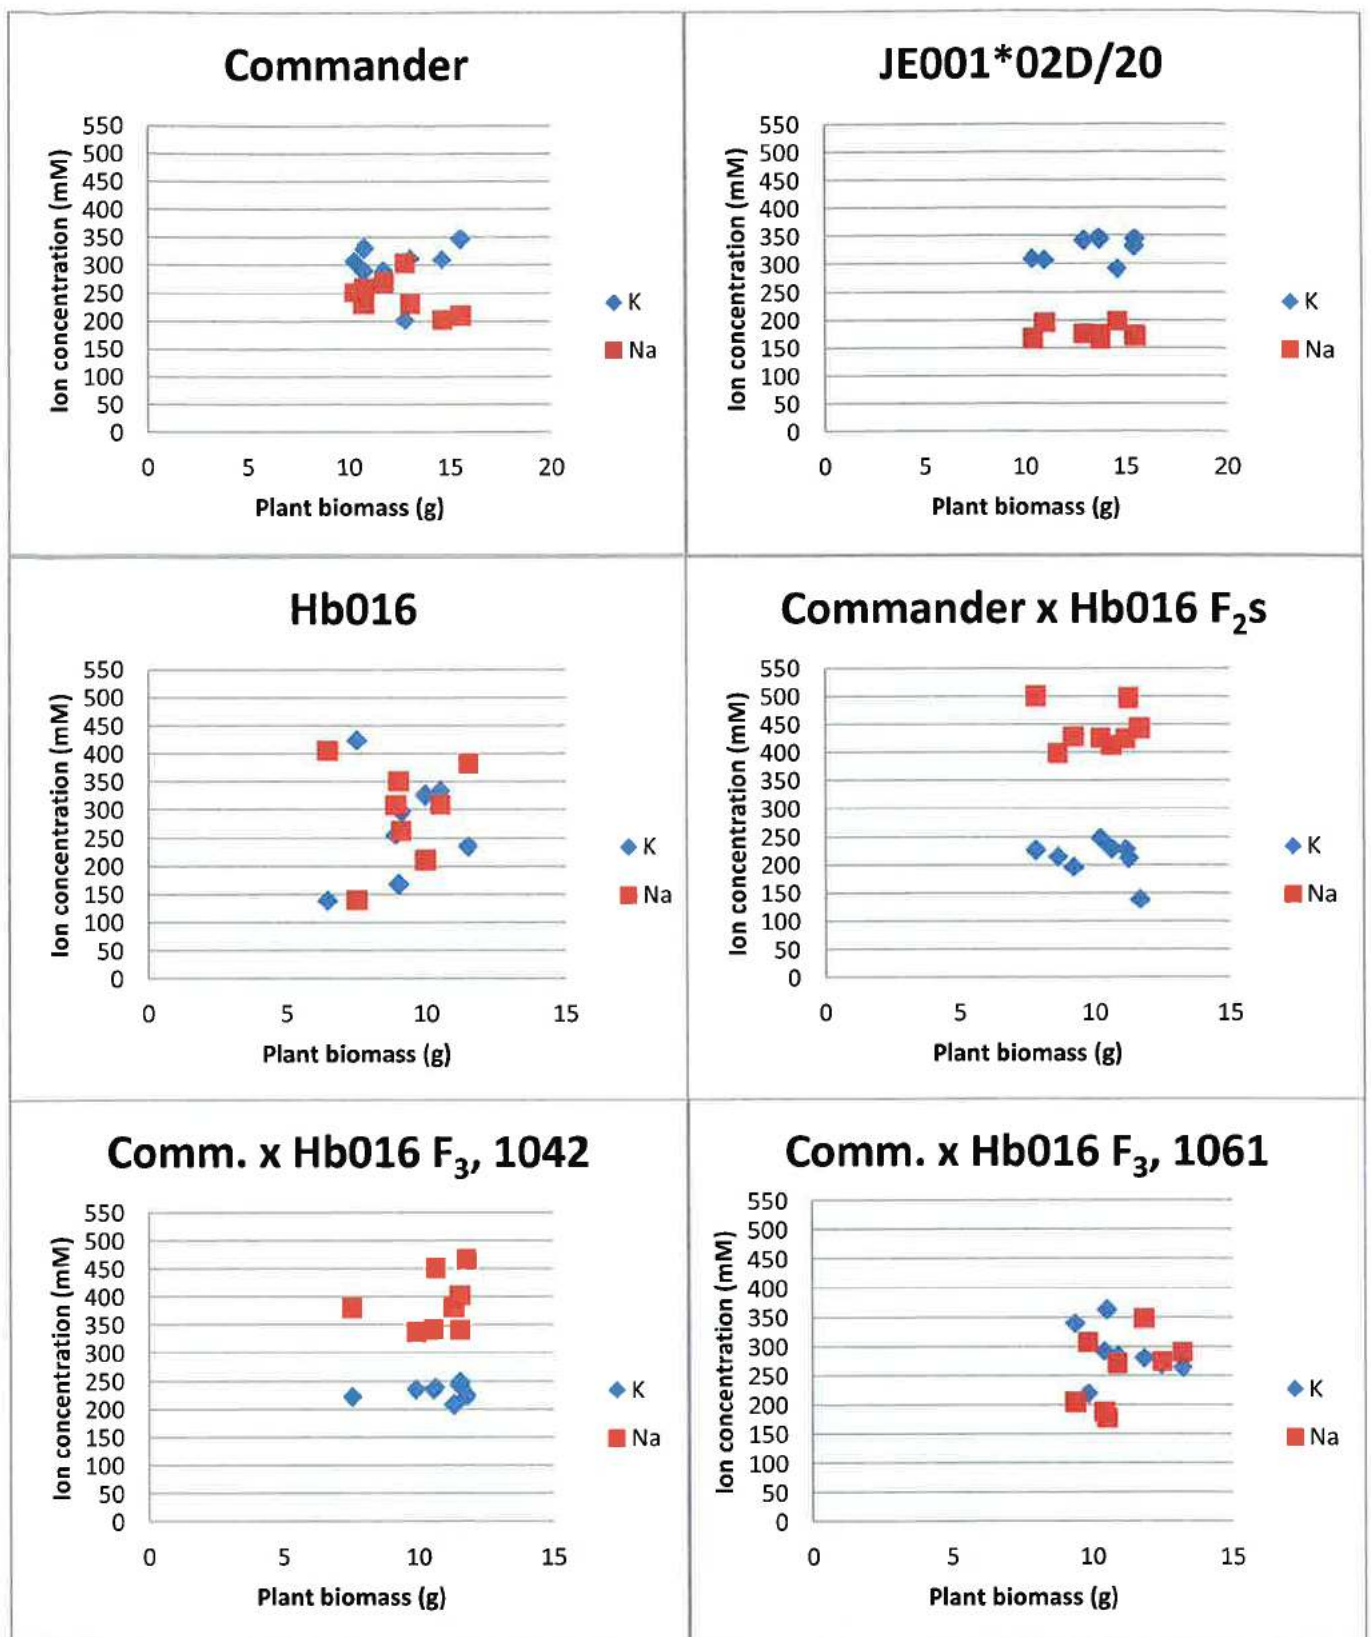 Commander
Ion concentration (mM)
550
500
450
400
350
300
250
200
150
100
50
0
0 5 10 15 20
Plant biomass (g)
K
Na
JE001*02D/20
Ion concentration (mM)
550
500
450
400
350
300
250
200
150
100
50
0
0 5 10 15 20
Plant biomass (g)
K
Na
Hb016
Ion concentration (mM)
550
500
450
400
350
300
250
200
150
100
50
0
0 5 10 15
Plant biomass (g)
K
Na
Commander x Hb016 F₂s
Ion concentration (mM)
550
500
450
400
350
300
250
200
150
100
50
0
0 5 10 15
Plant biomass (g)
K
Na
Comm. x Hb016 F₃, 1042
Ion concentration (mM)
550
500
450
400
350
300
250
200
150
100
50
0
0 5 10 15
Plant biomass (g)
K
Na
Comm. x Hb016 F₃, 1061
Ion concentration (mM)
550
500
450
400
350
300
250
200
150
100
50
0
0 5 10 15
Plant biomass (g)
K
Na